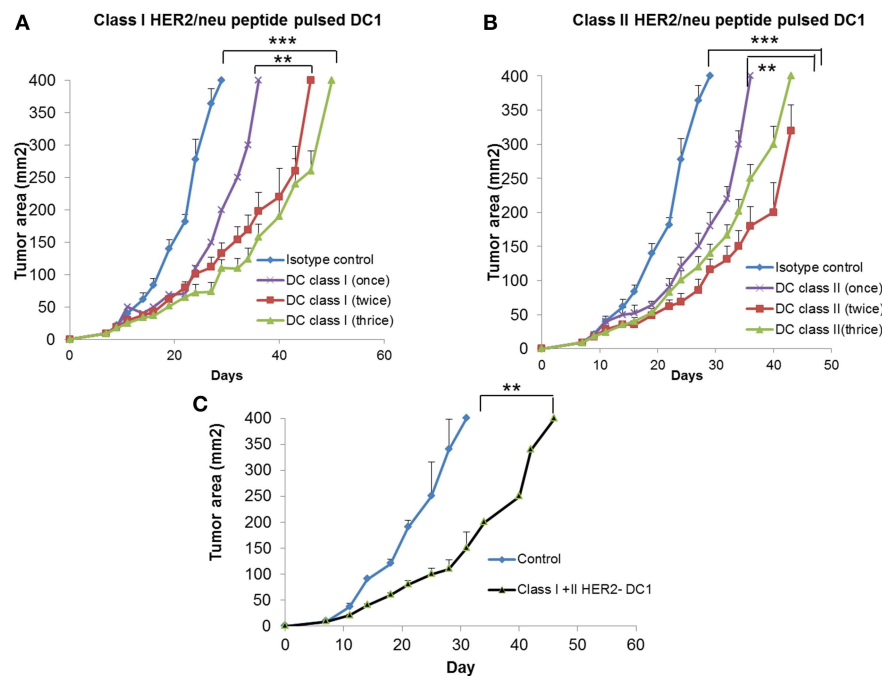 A
Class I HER2/neu peptide pulsed DC1
***
**
Tumor area (mm2)
400
350
300
250
200
150
100
50
0
0
20
40
60
Days
Isotype control
DC class I (once)
DC class I (twice)
DC class I (thrice)
B
Class II HER2/neu peptide pulsed DC1
***
**
Tumor area (mm2)
400
350
300
250
200
150
100
50
0
0
10
20
30
40
50
Days
Isotype control
DC class II (once)
DC class II (twice)
DC class II(thrice)
C
**
Tumor area (mm2)
400
350
300
250
200
150
100
50
0
0
10
20
30
40
50
60
Day
Control
Class I +II HER2- DC1